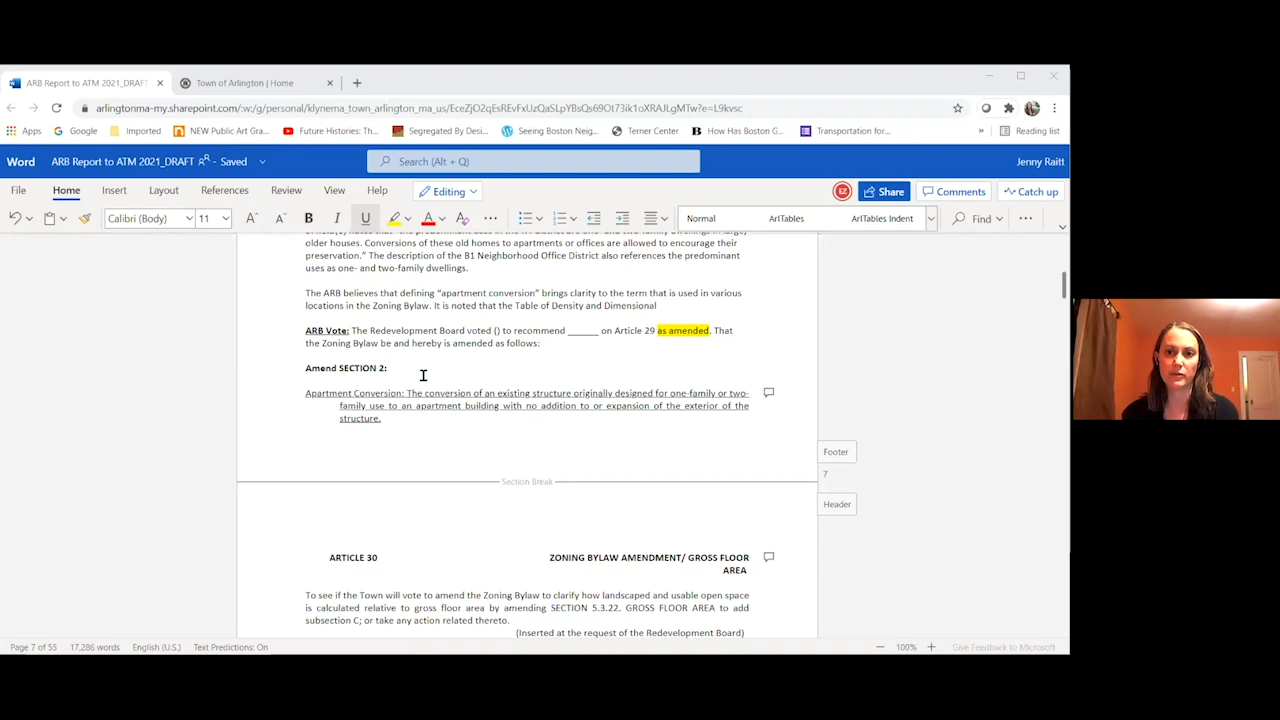 ARB Report to ATM 2021_DRAFT
Town of Arlington | Home
arlingtonma-my.sharepoint.com/:w:/g/personal/klynema_town_arlington_ma_us/
Apps Google Imported NEW Public Art Gra... Future Histories: Th... Segregated By Desi... Seeing Boston Neig... Terner Center How Has Boston G... Transportation for... » Reading list
Word ARB Report to ATM 2021_DRAFT - Saved Search (Alt + Q) Jenny Raitt
File Home Insert Layout References Review View Help Editing EZ Share Comments Catch up
Calibri (Body) 11 B I U A Normal ArlTables ArlTables Indent Find
older houses. Conversions of these old homes to apartments or offices are allowed to encourage their
preservation." The description of the B1 Neighborhood Office District also references the predominant
uses as one- and two-family dwellings.
The ARB believes that defining "apartment conversion" brings clarity to the term that is used in various
locations in the Zoning Bylaw. It is noted that the Table of Density and Dimensional
ARB Vote: The Redevelopment Board voted () to recommend ______ on Article 29 as amended. That
the Zoning Bylaw be and hereby is amended as follows:
Amend SECTION 2:
Apartment Conversion: The conversion of an existing structure originally designed for one-family or two-
family use to an apartment building with no addition to or expansion of the exterior of the
structure.
Footer
7
Section Break
Header
ARTICLE 30 ZONING BYLAW AMENDMENT/ GROSS FLOOR
AREA
To see if the Town will vote to amend the Zoning Bylaw to clarify how landscaped and usable open space
is calculated relative to gross floor area by amending SECTION 5.3.22. GROSS FLOOR AREA to add
subsection C; or take any action related thereto.
(Inserted at the request of the Redevelopment Board)
Page 7 of 55 17,286 words English (U.S.) Text Predictions: On 100% Give Feedback to Microsoft